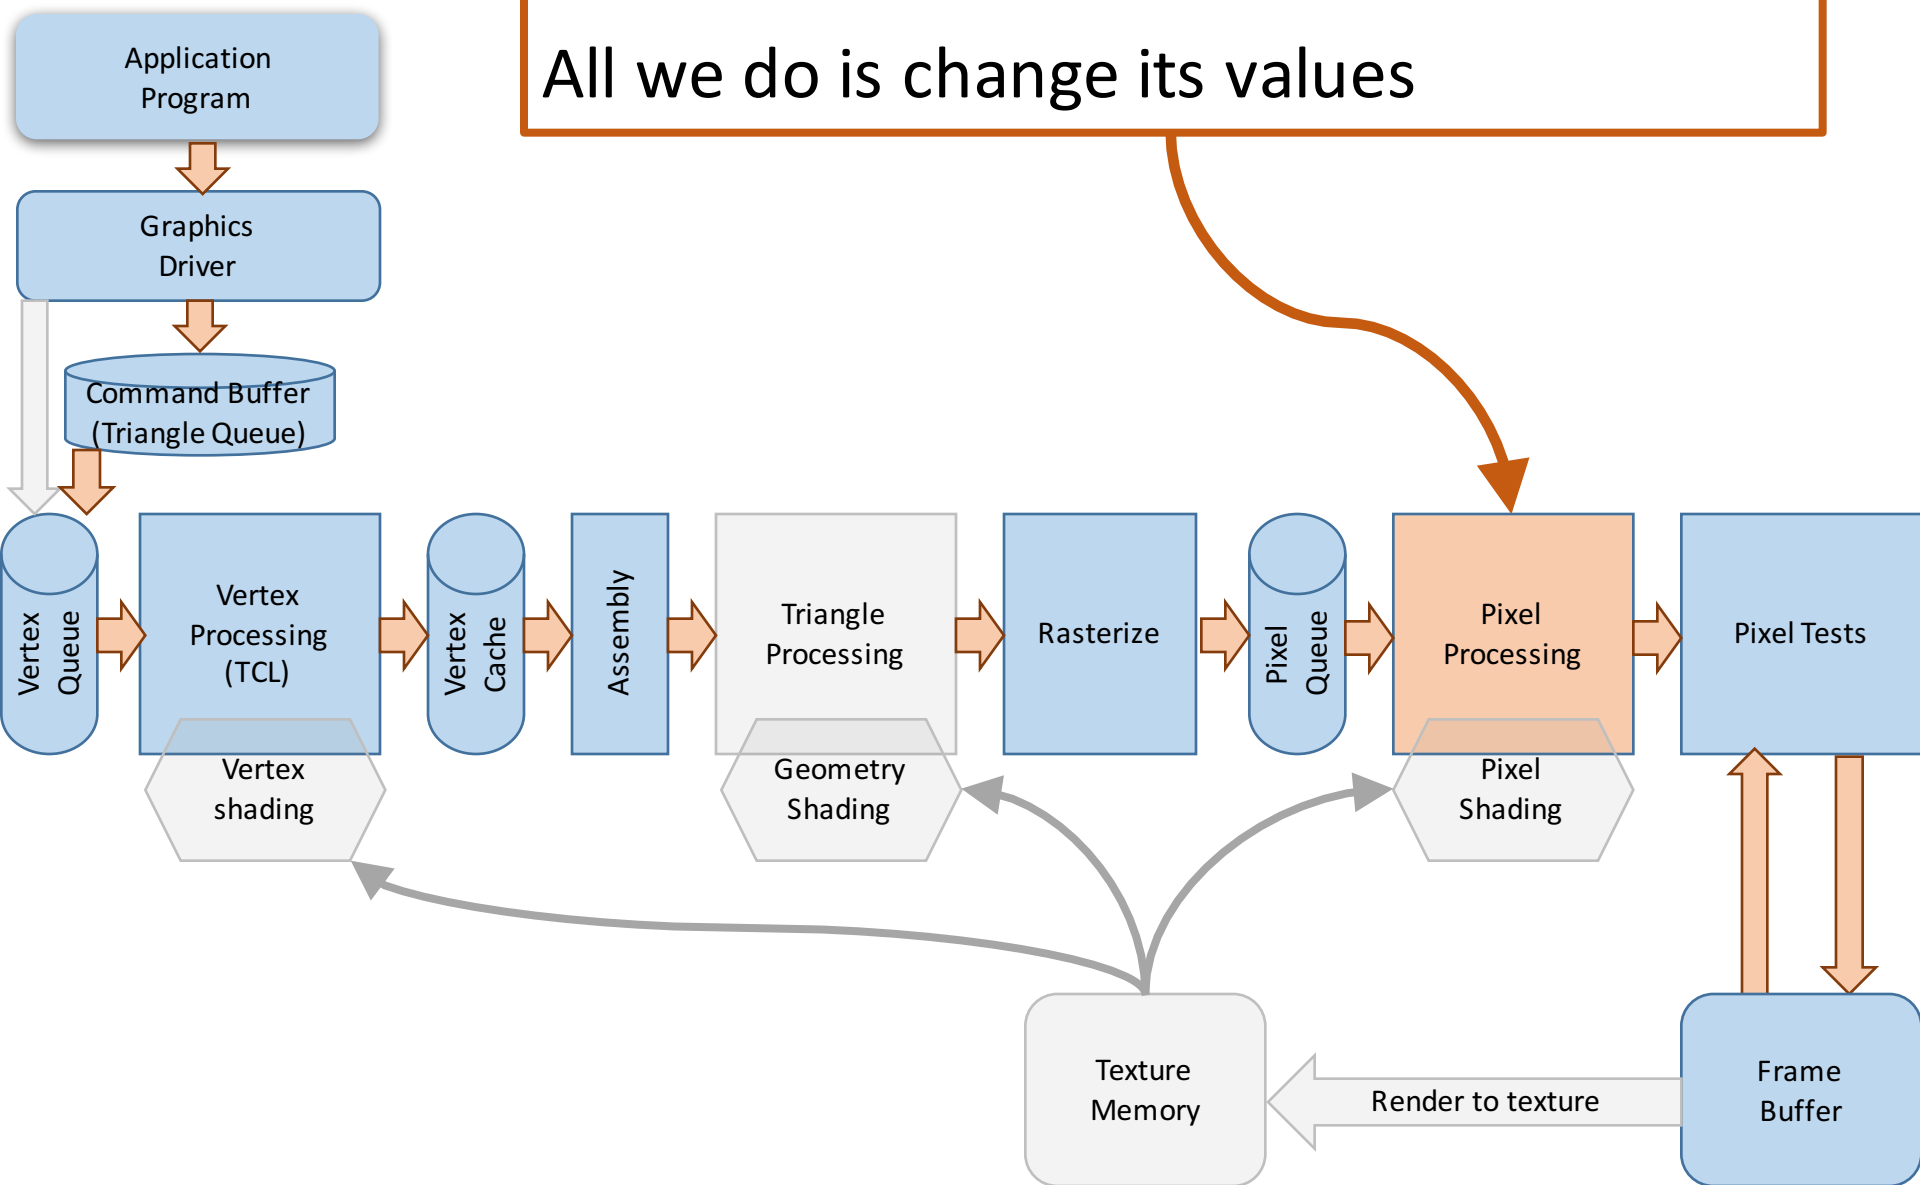 All we do is change its values
Application
Program
Graphics
Driver
Command Buffer
(Triangle Queue)
Vertex
Queue
Vertex
Processing
(TCL)
Vertex
Cache
Assembly
Triangle
Processing
Rasterize
Pixel
Queue
Pixel
Processing
Pixel Tests
Vertex
shading
Geometry
Shading
Pixel
Shading
Texture
Memory
Render to texture
Frame
Buffer